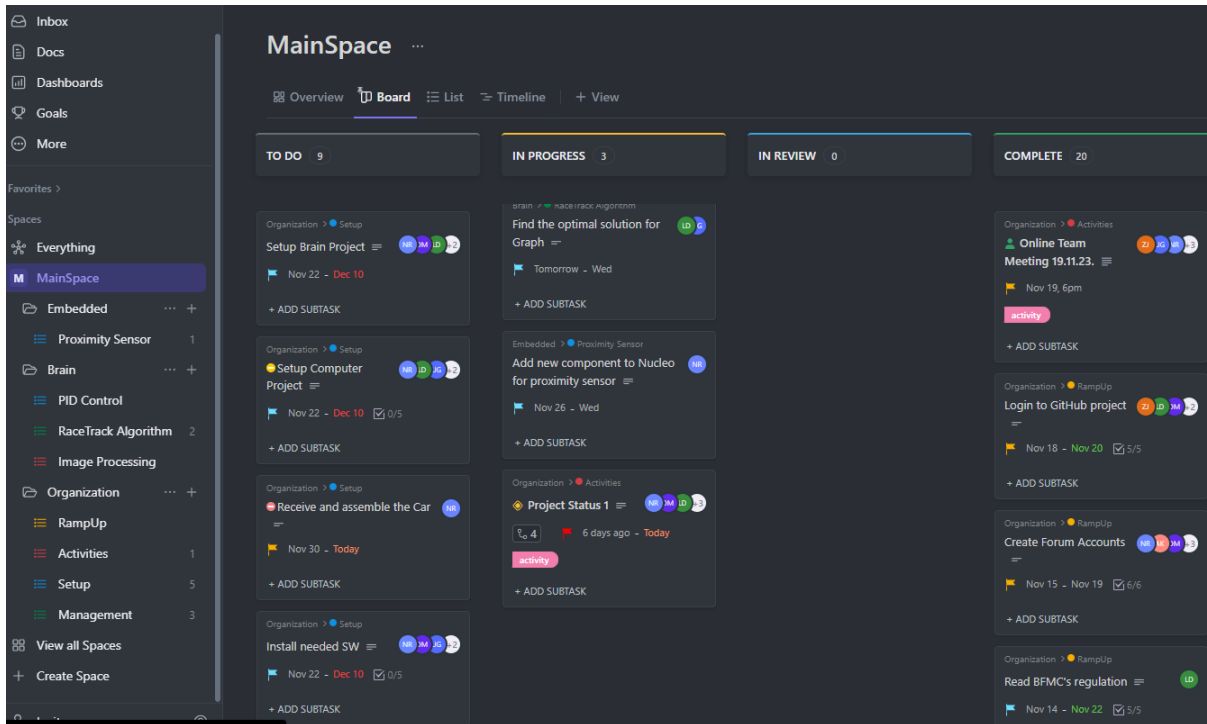 Inbox
Docs
Dashboards
Goals
More
Favorites >
Spaces
Everything
M MainSpace
Embedded ... +
Proximity Sensor 1
Brain ... +
PID Control
RaceTrack Algorithm 2
Image Processing
Organization ... +
RampUp
Activities 1
Setup 5
Management 3
View all Spaces
+ Create Space
MainSpace ...
Overview Board List Timeline + View
TO DO 9
Organization > Setup
Setup Brain Project NR DM LD +2
Nov 22 - Dec 10
+ ADD SUBTASK
Organization > Setup
Setup Computer NR LD JG +2
Project
Nov 22 - Dec 10 0/5
+ ADD SUBTASK
Organization > Setup
Receive and assemble the Car NR
Nov 30 - Today
+ ADD SUBTASK
Organization > Setup
Install needed SW NR DM JG +2
Nov 22 - Dec 10 0/5
+ ADD SUBTASK
IN PROGRESS 3
Brain > RaceTrack Algorithm
Find the optimal solution for LD
Graph
Tomorrow - Wed
+ ADD SUBTASK
Embedded > Proximity Sensor
Add new component to Nucleo NR
for proximity sensor
Nov 26 - Wed
+ ADD SUBTASK
Organization > Activities
Project Status 1 NR DM LD +3
4 6 days ago - Today
activity
+ ADD SUBTASK
IN REVIEW 0
COMPLETE 20
Organization > Activities
Online Team ZJ JG NR +3
Meeting 19.11.23.
Nov 19, 6pm
activity
+ ADD SUBTASK
Organization > RampUp
Login to GitHub project ZJ LD DM +2
Nov 18 - Nov 20 5/5
+ ADD SUBTASK
Organization > RampUp
Create Forum Accounts NR DM +3
Nov 15 - Nov 19 6/6
+ ADD SUBTASK
Organization > RampUp
Read BFMC's regulation LD
Nov 14 - Nov 22 5/5